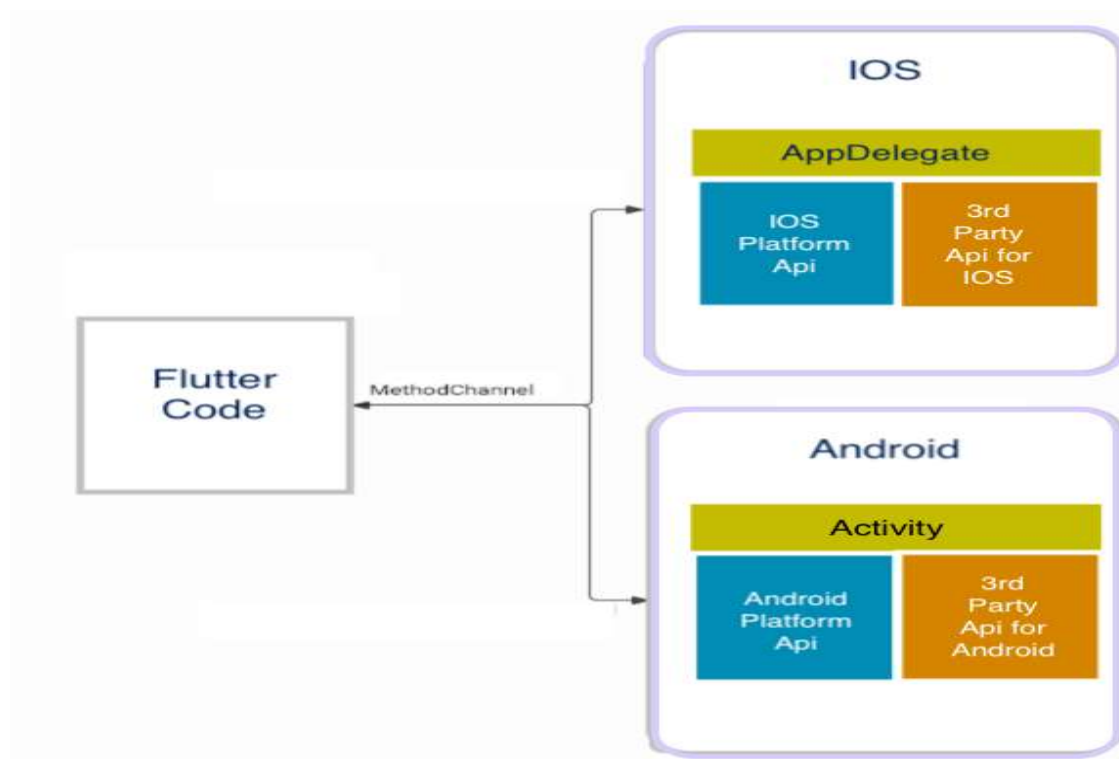 IOS
AppDelegate
IOS
Platform
Api
3rd
Party
Api for
IOS
Flutter
Code
MethodChannel
Android
Activity
Android
Platform
Api
3rd
Party
Api for
Android